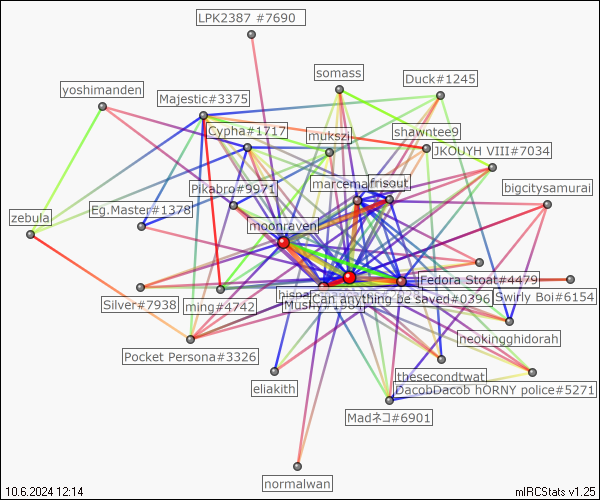 LPK2387 #7690
somass
Duck#1245
yoshimanden
Majestic#3375
Cypha#1717
mukszi
shawntee9
JKOUYH VIII#7034
Pikabro#9971
frisout
bigcitysamurai
zebula
Eg.Master#1378
moonraven
Fedora Stoat#4479
Silver#7938
ming#4742
Can anything be saved#0396
Swirly Boi#6154
neokingghidorah
Pocket Persona#3326
eliakith
thesecondtwat
DacobDacob hORNY police#5271
Madネコ#6901
normalwan
10.6.2024 12:14
mIRCStats v1.25